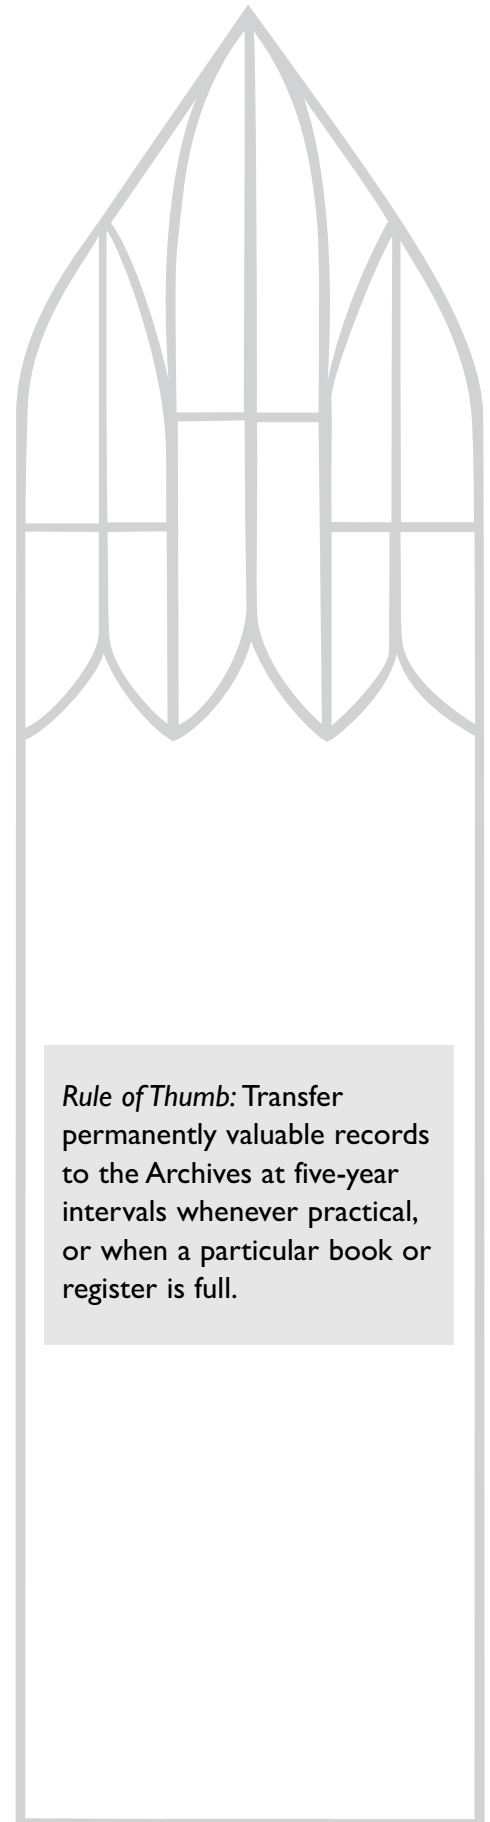 Rule of Thumb: Transfer
permanently valuable records
to the Archives at five-year
intervals whenever practical,
or when a particular book or
register is full.